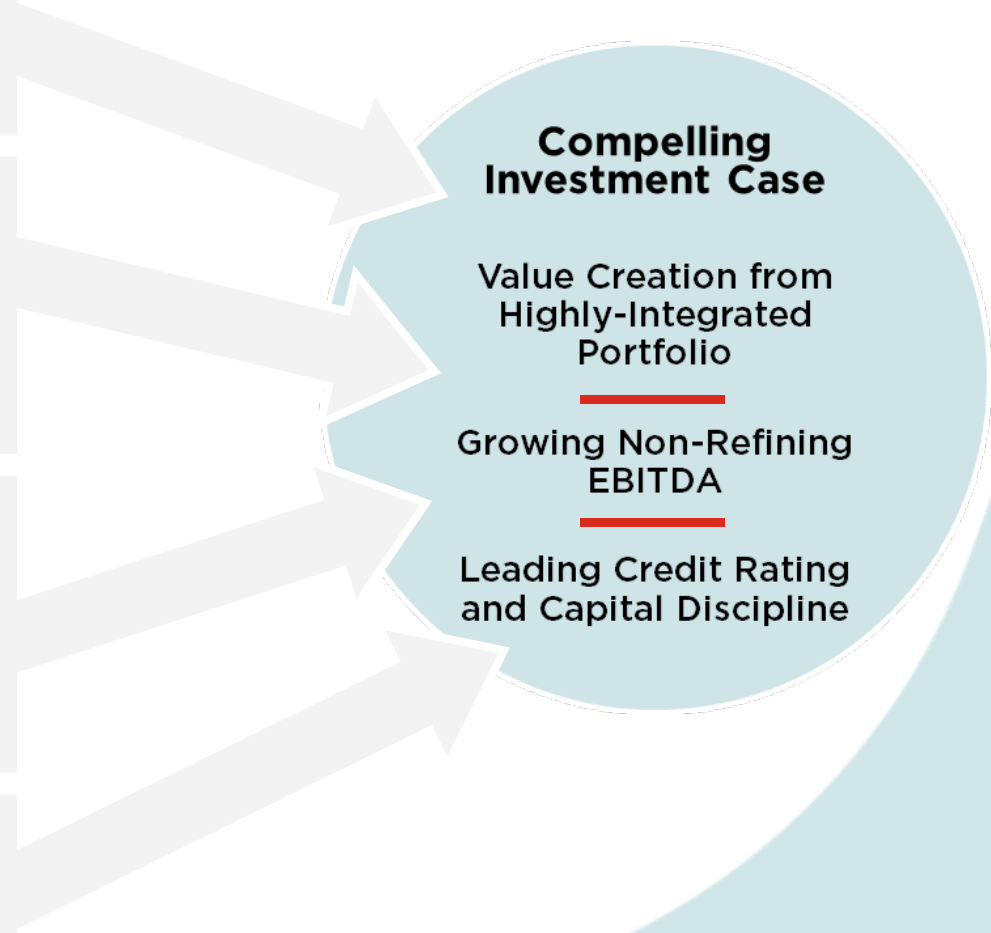 Compelling
Investment Case
Value Creation from
Highly-Integrated
Portfolio
Growing Non-Refining
EBITDA
Leading Credit Rating
and Capital Discipline